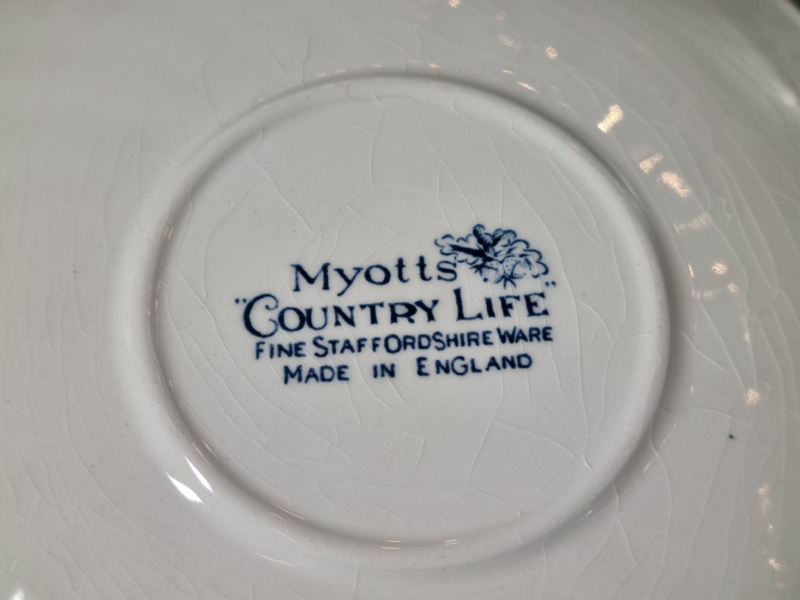 Myotts
"COUNTRY LIFE"
FINE STAFFORDSHIRE WARE
MADE IN ENGLAND